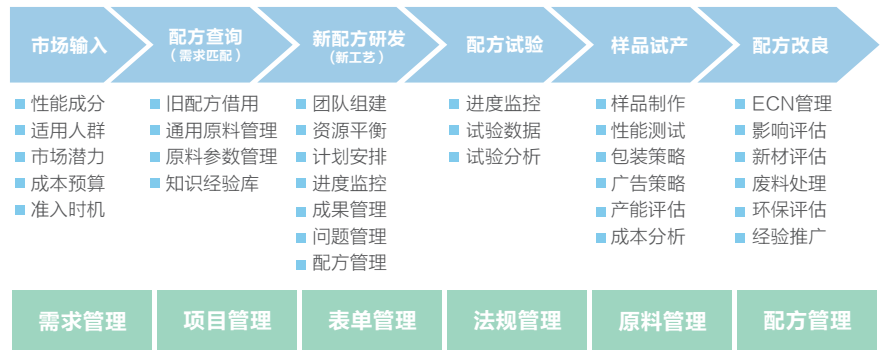 市场输入
配方查询
（需求匹配）
新配方研发
（新工艺）
配方试验
样品试产
配方改良
性能成分
适用人群
市场潜力
成本预算
准入时机
旧配方借用
通用原料管理
原料参数管理
知识经验库
团队组建
资源平衡
计划安排
进度监控
成果管理
问题管理
配方管理
进度监控
试验数据
试验分析
样品制作
性能测试
包装策略
广告策略
产能评估
成本分析
ECN管理
影响评估
新材评估
废料处理
环保评估
经验推广
需求管理
项目管理
表单管理
法规管理
原料管理
配方管理